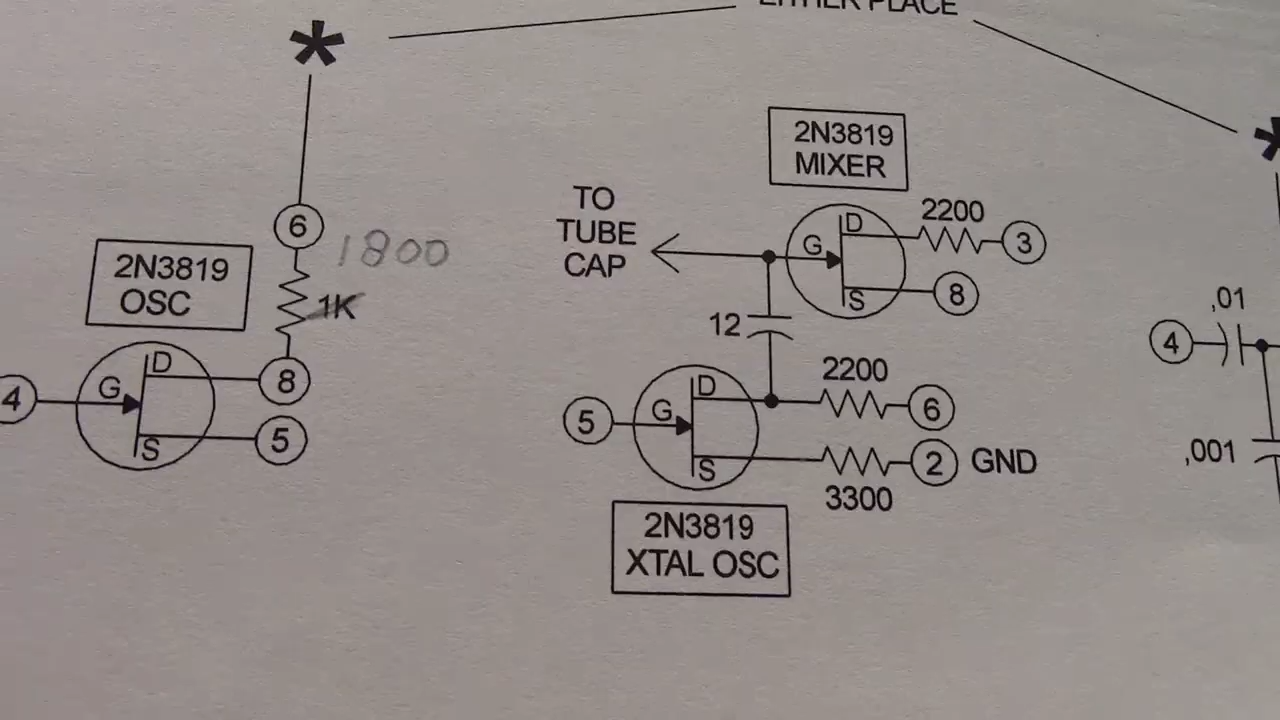 EITHER PLACE
*
*
2N3819
MIXER
6
1800
TO
TUBE
CAP
D
G
S
2200
3
8
2N3819
OSC
1K
12
,01
4
D
G
S
8
5
4
2200
6
D
G
S
5
2
GND
3300
,001
2N3819
XTAL OSC